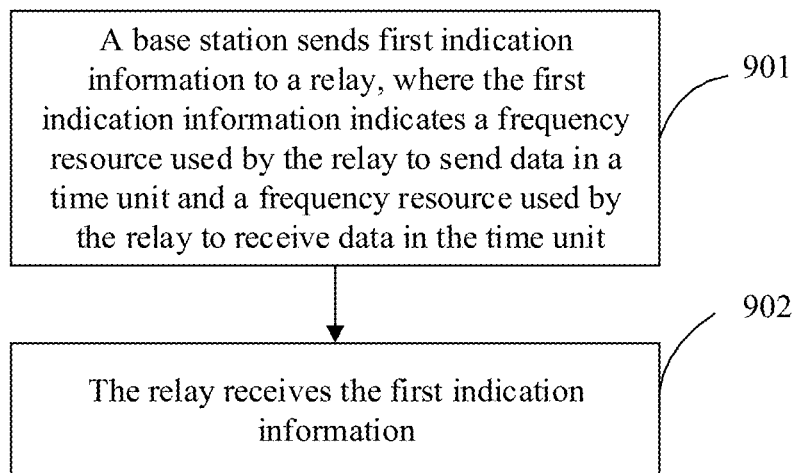 A base station sends first indication
information to a relay, where the first
indication information indicates a frequency
resource used by the relay to send data in a
time unit and a frequency resource used by
the relay to receive data in the time unit
901
902
The relay receives the first indication
information